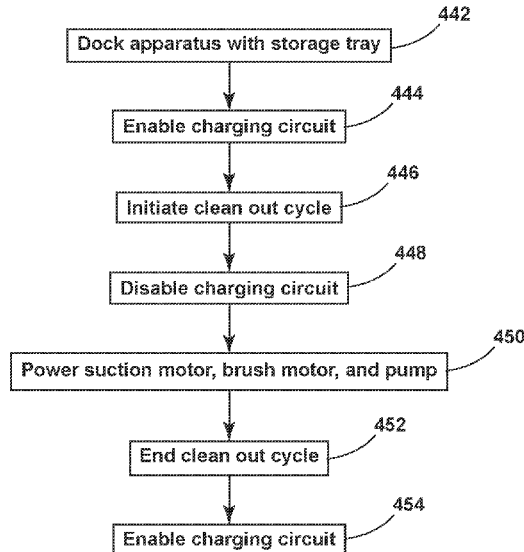 442
Dock apparatus with storage tray
444
Enable charging circuit
446
Initiate clean out cycle
448
Disable charging circuit
450
Power suction motor, brush motor, and pump
452
End clean out cycle
454
Enable charging circuit